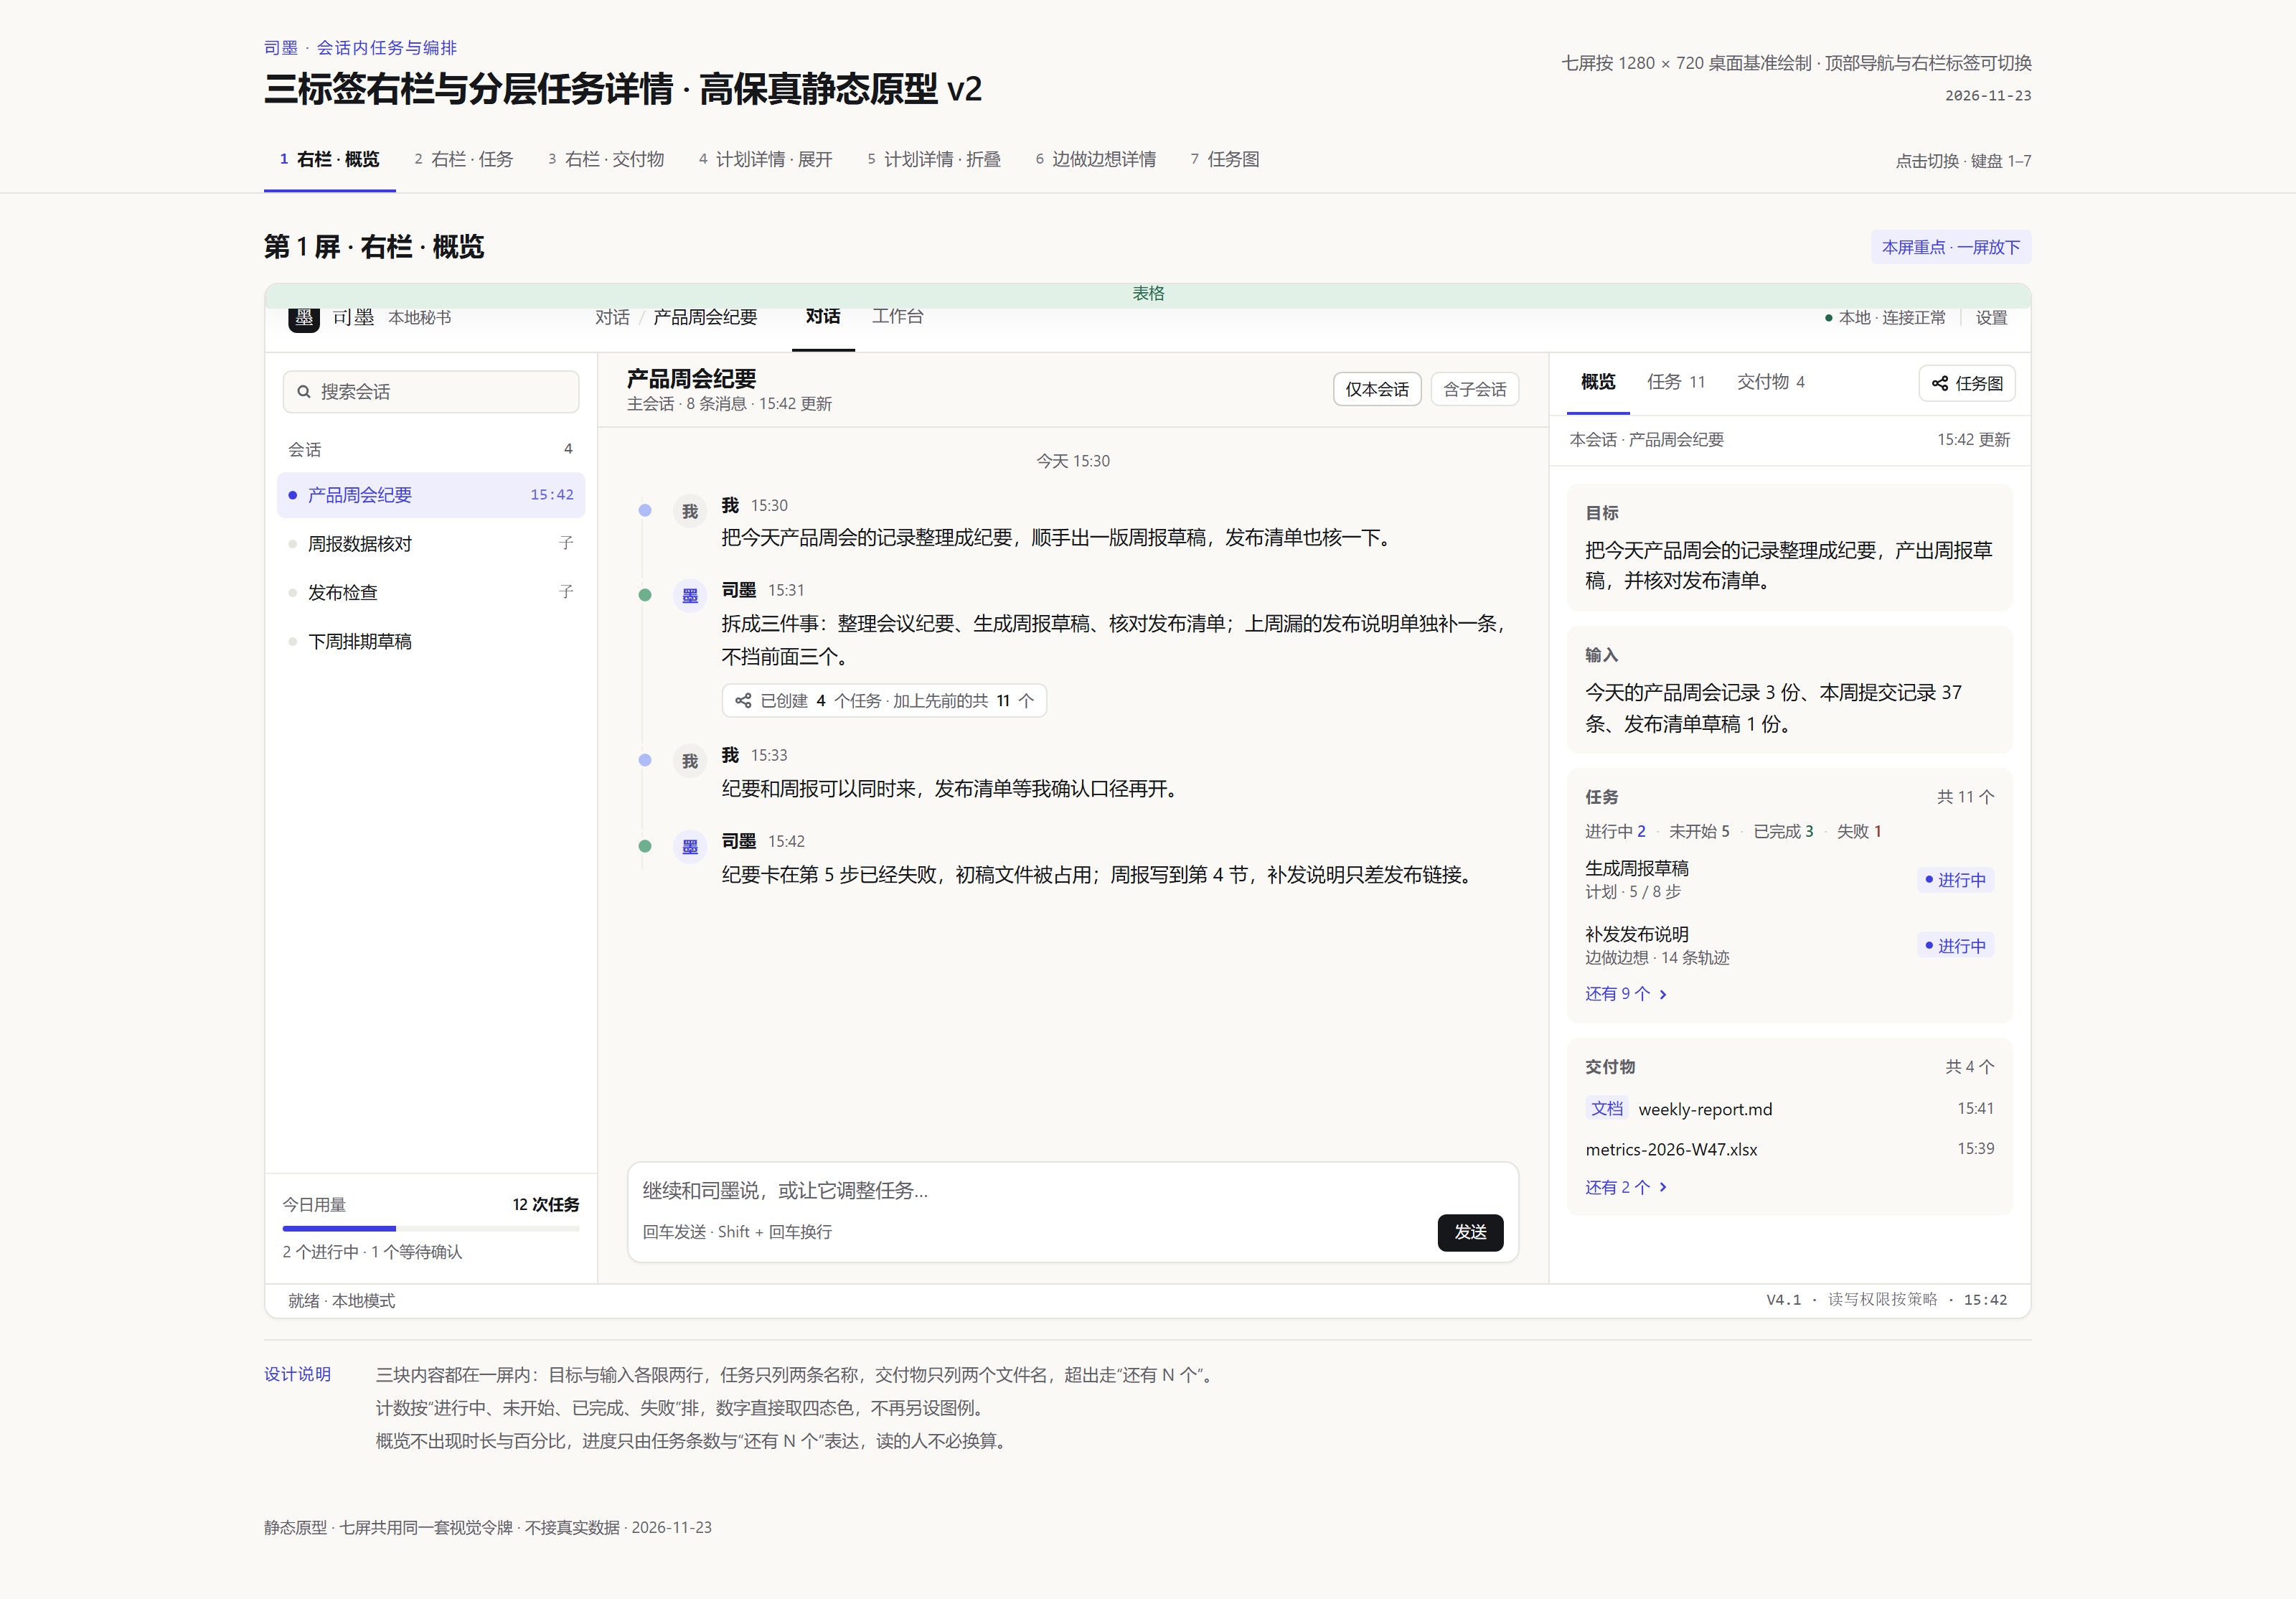 司墨 · 会话内任务与编排
三标签右栏与分层任务详情 · 高保真静态原型 v2
七屏按 1280 × 720 桌面基准绘制 · 顶部导航与右栏标签可切换
2026-11-23
1 右栏 · 概览
2 右栏 · 任务
3 右栏 · 交付物
4 计划详情 · 展开
5 计划详情 · 折叠
6 边做边想详情
7 任务图
点击切换 · 键盘 1–7
第 1 屏 · 右栏 · 概览
本屏重点 · 一屏放下
表格
墨 司墨 本地秘书
对话 / 产品周会纪要
对话
工作台
本地 · 连接正常
设置
搜索会话
会话 4
产品周会纪要 15:42
周报数据核对 子
发布检查 子
下周排期草稿
今日用量 12 次任务
2 个进行中 · 1 个等待确认
产品周会纪要
主会话 · 8 条消息 · 15:42 更新
仅本会话
含子会话
今天 15:30
我
我 15:30
把今天产品周会的记录整理成纪要，顺手出一版周报草稿，发布清单也核一下。
墨
司墨 15:31
拆成三件事：整理会议纪要、生成周报草稿、核对发布清单；上周漏的发布说明单独补一条，
不挡前面三个。
已创建 4 个任务 · 加上先前的共 11 个
我
我 15:33
纪要和周报可以同时来，发布清单等我确认口径再开。
墨
司墨 15:42
纪要卡在第 5 步已经失败，初稿文件被占用；周报写到第 4 节，补发说明只差发布链接。
继续和司墨说，或让它调整任务...
回车发送 · Shift + 回车换行
发送
概览
任务 11
交付物 4
任务图
本会话 · 产品周会纪要 15:42 更新
目标
把今天产品周会的记录整理成纪要，产出周报草
稿，并核对发布清单。
输入
今天的产品周会记录 3 份、本周提交记录 37
条、发布清单草稿 1 份。
任务 共 11 个
进行中 2 · 未开始 5 · 已完成 3 · 失败 1
生成周报草稿
计划 · 5 / 8 步
进行中
补发发布说明
边做边想 · 14 条轨迹
进行中
还有 9 个
交付物 共 4 个
文档 weekly-report.md 15:41
metrics-2026-W47.xlsx 15:39
还有 2 个
就绪 · 本地模式
V4.1 · 读写权限按策略 · 15:42
设计说明
三块内容都在一屏内：目标与输入各限两行，任务只列两条名称，交付物只列两个文件名，超出走“还有 N 个”。
计数按“进行中、未开始、已完成、失败”排，数字直接取四态色，不再另设图例。
概览不出现时长与百分比，进度只由任务条数与“还有 N 个”表达，读的人不必换算。
静态原型 · 七屏共用同一套视觉令牌 · 不接真实数据 · 2026-11-23